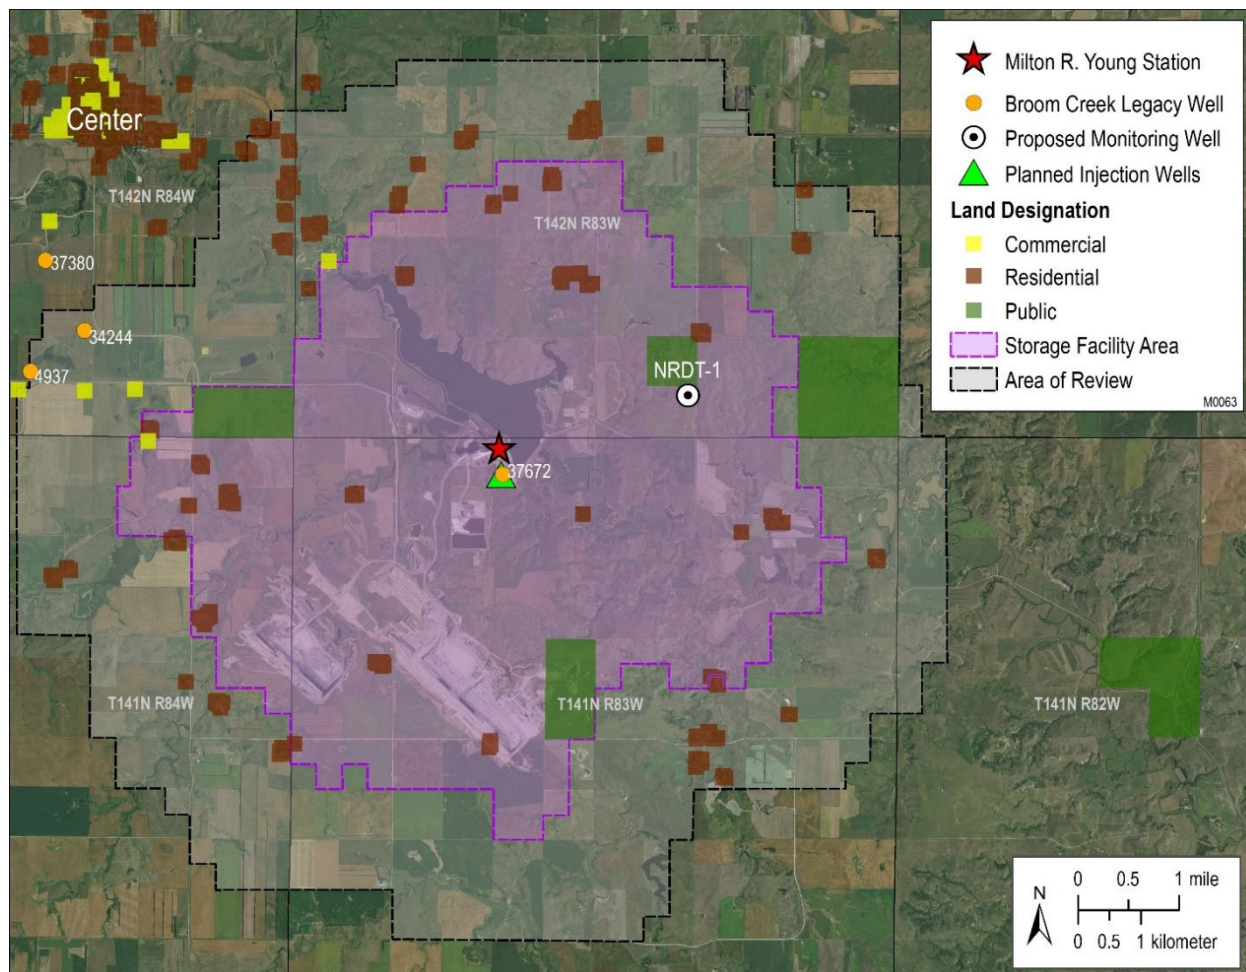 Center
T142N R84W
T142N R83W
37380
34244
4937
NRDT-1
37672
T141N R84W
T141N R83W
T141N R82W
Milton R. Young Station
Broom Creek Legacy Well
Proposed Monitoring Well
Planned Injection Wells
Land Designation
Commercial
Residential
Public
Storage Facility Area
Area of Review
M0063
N
0 0.5 1 mile
0 0.5 1 kilometer